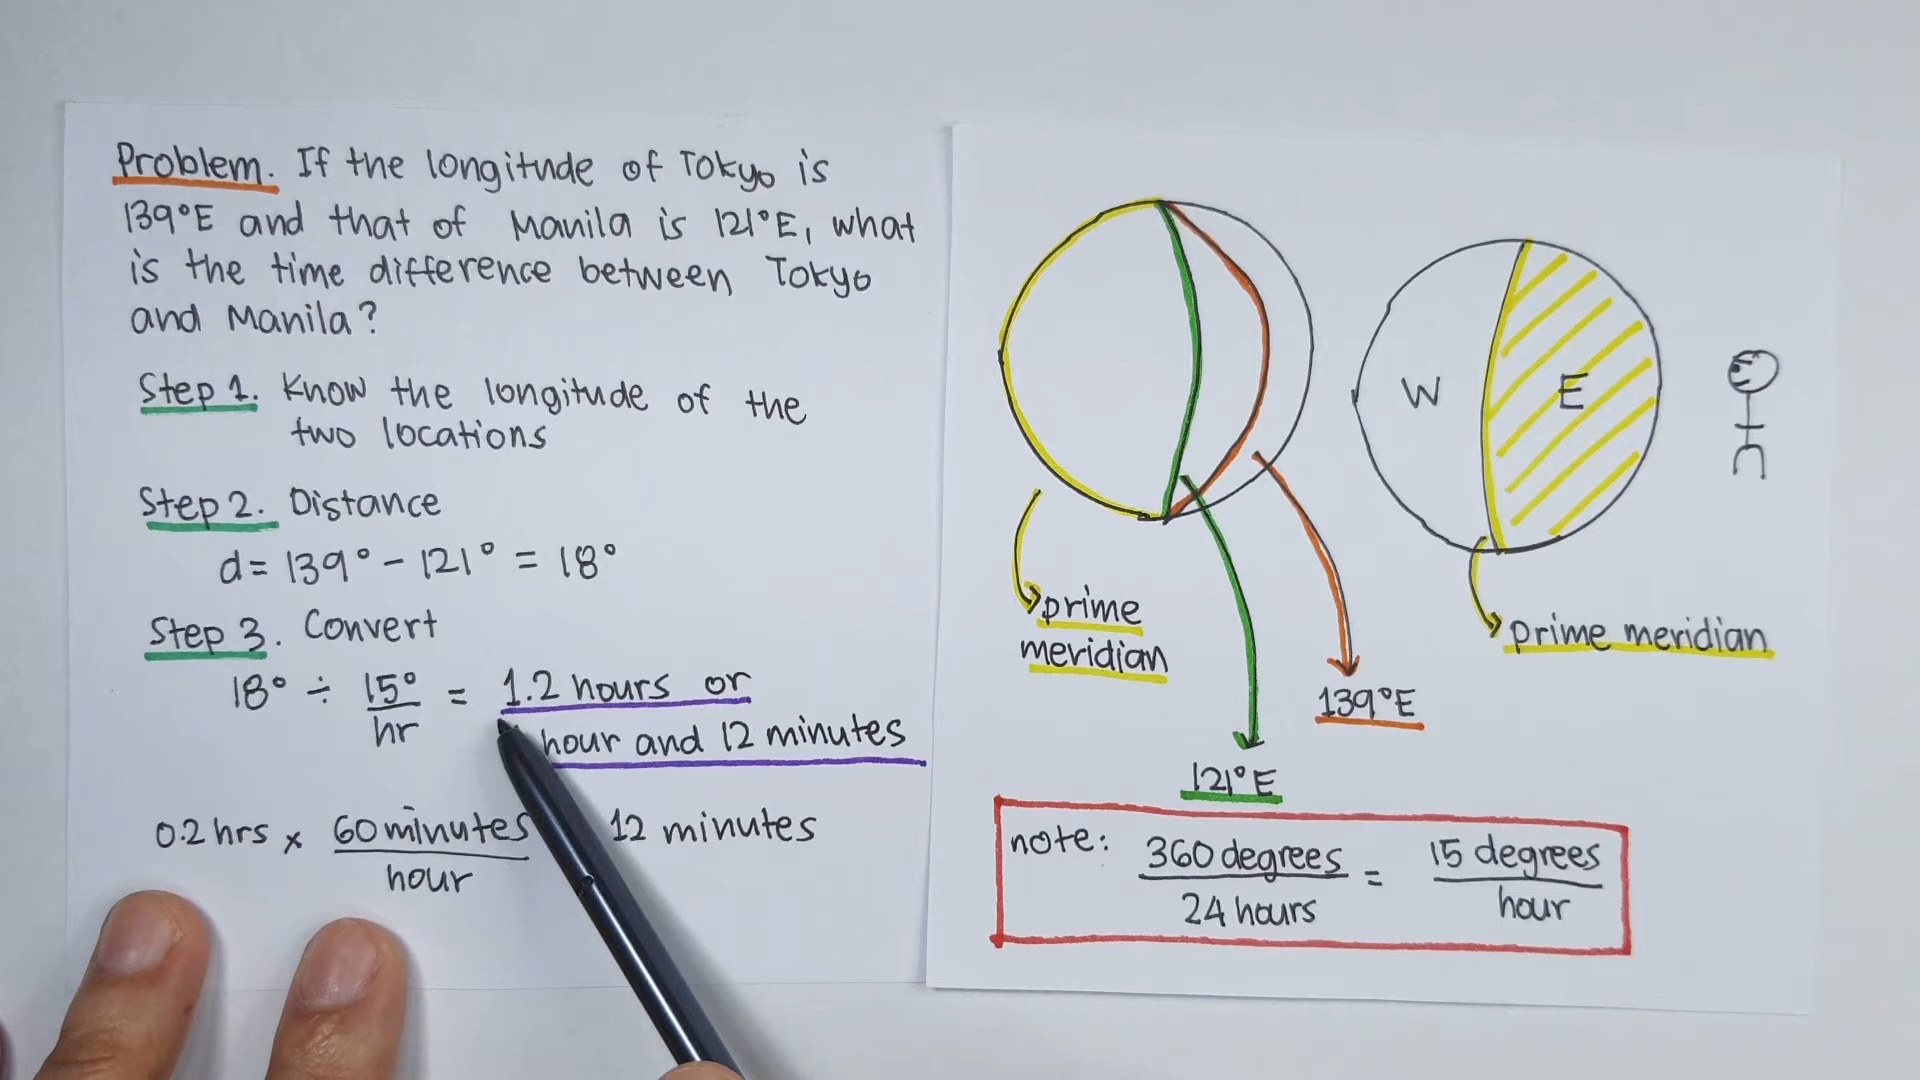 Problem. If the longitude of Tokyo is
139°E and that of Manila is 121°E, what
is the time difference between Tokyo
and Manila?
Step 1. Know the longitude of the
two locations
Step 2. Distance
d = 139° - 121° = 18°
Step 3. Convert
18° ÷ 15°/hr = 1.2 hours or
hour and 12 minutes
0.2 hrs × 60 minutes/hour 12 minutes
W
E
prime
meridian
prime meridian
139°E
121°E
note: 360 degrees/24 hours = 15 degrees/hour